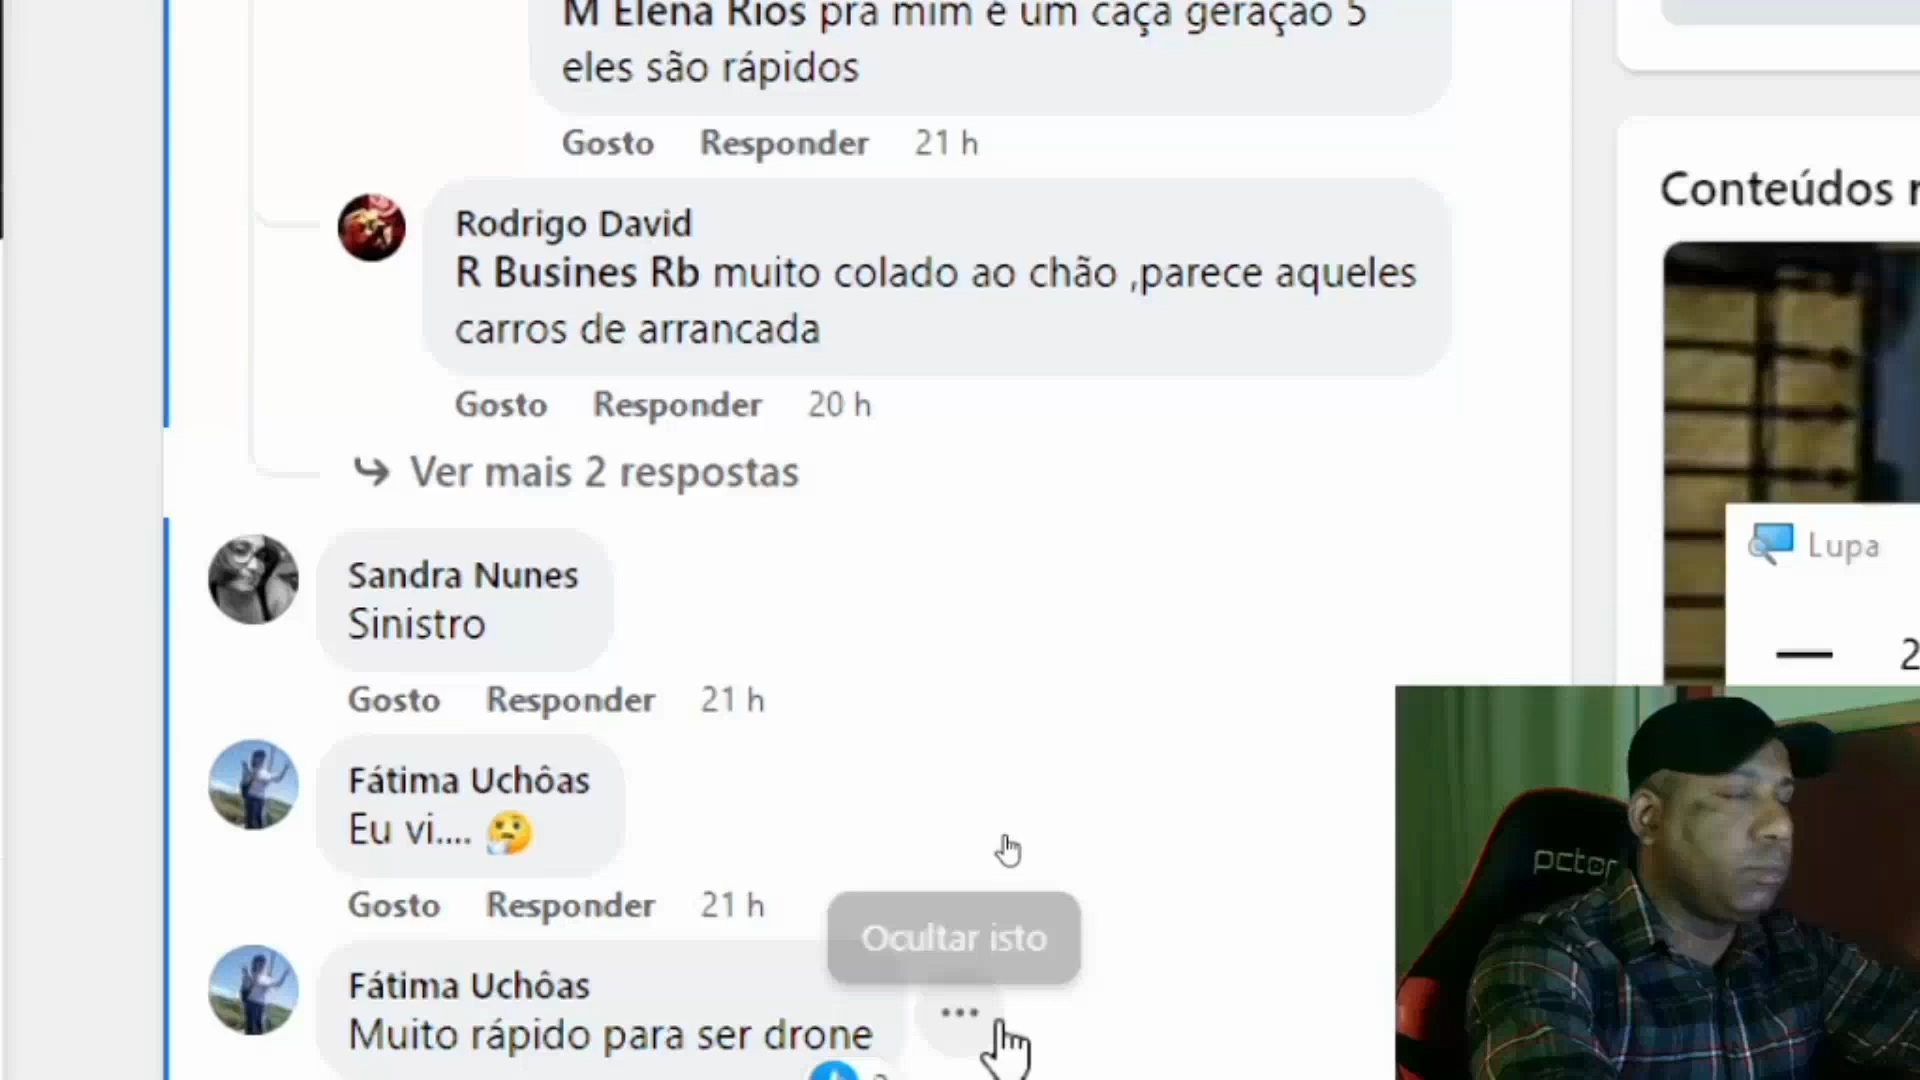 M Elena Rios pra mim é um caça geração 5
eles são rápidos
Gosto Responder 21 h
Rodrigo David
R Busines Rb muito colado ao chão ,parece aqueles
carros de arrancada
Gosto Responder 20 h
Ver mais 2 respostas
Sandra Nunes
Sinistro
Gosto Responder 21 h
Fátima Uchôas
Eu vi.... 🤔
Gosto Responder 21 h
Ocultar isto
Fátima Uchôas
Muito rápido para ser drone
Conteúdos
Lupa
2
pctor